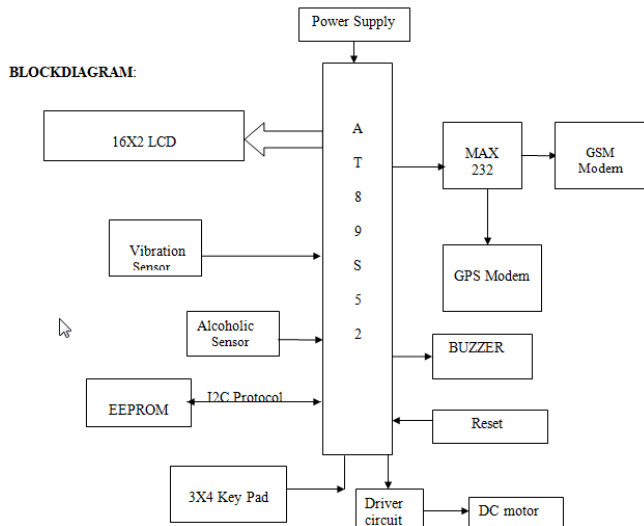 Power Supply
BLOCKDIAGRAM:
16X2 LCD
A
T
8
9
S
5
2
MAX
232
GSM
Modem
Vibration
Sensor
GPS Modem
Alcoholic
Sensor
BUZZER
I2C Protocol
EEPROM
Reset
3X4 Key Pad
Driver
circuit
DC motor